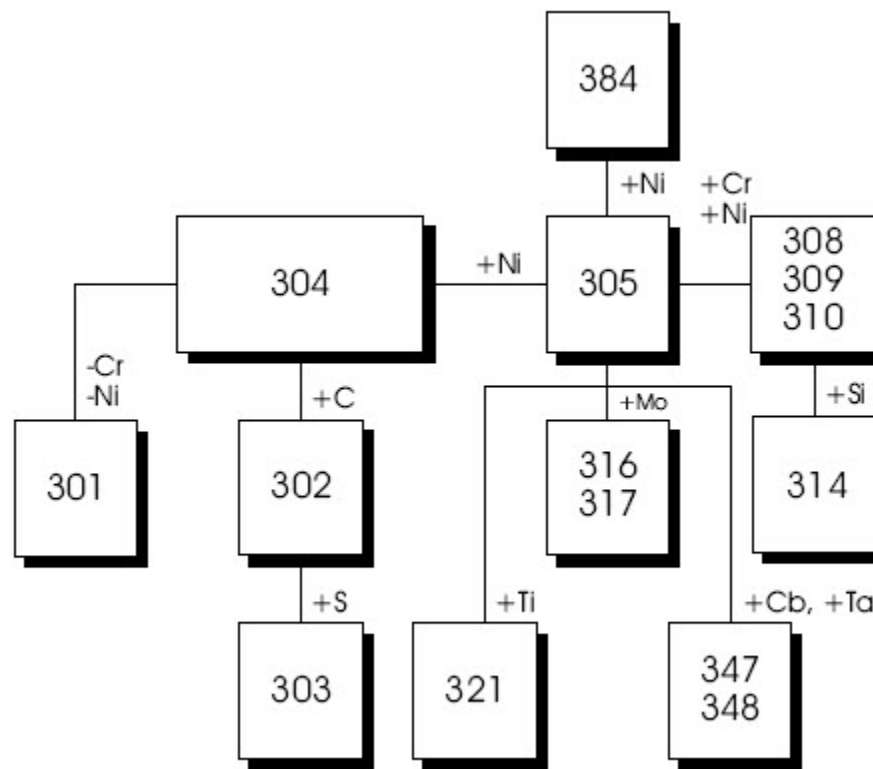 384
+Ni
+Cr
+Ni
304
+Ni
305
308
309
310
-Cr
-Ni
+C
+Mo
+Si
301
302
316
317
314
+S
+Ti
+Cb, +Ta
303
321
347
348